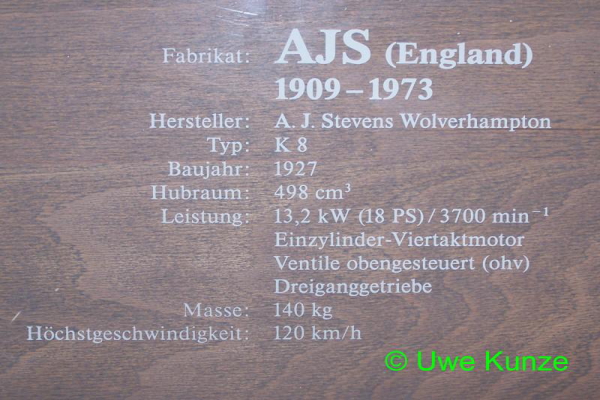 Fabrikat: AJS (England)
1909–1973
Hersteller: A. J. Stevens Wolverhampton
Typ: K 8
Baujahr: 1927
Hubraum: 498 cm³
Leistung: 13,2 kW (18 PS)/3700 min⁻¹
Einzylinder-Viertaktmotor
Ventile obengesteuert (ohv)
Dreiganggetriebe
Masse: 140 kg
Höchstgeschwindigkeit: 120 km/h
© Uwe Kunze